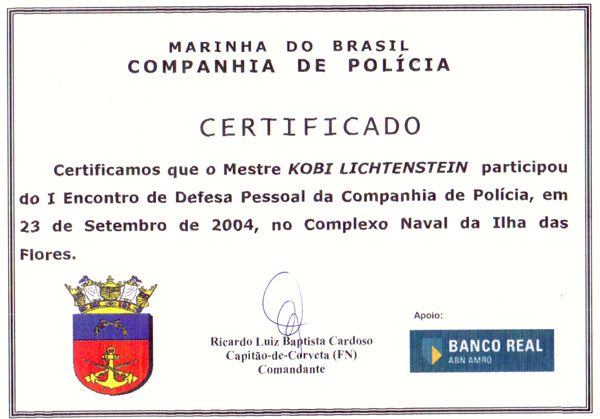 MARINHA DO BRASIL
COMPANHIA DE POLÍCIA
CERTIFICADO
Certificamos que o Mestre KOBI LICHTENSTEIN participou
do I Encontro de Defesa Pessoal da Companhia de Polícia, em
23 de Setembro de 2004, no Complexo Naval da Ilha das
Flores.
Ricardo Luiz Baptista Cardoso
Capitão-de-Corveta (FN)
Comandante
Apoio:
BANCO REAL
ABN AMRO